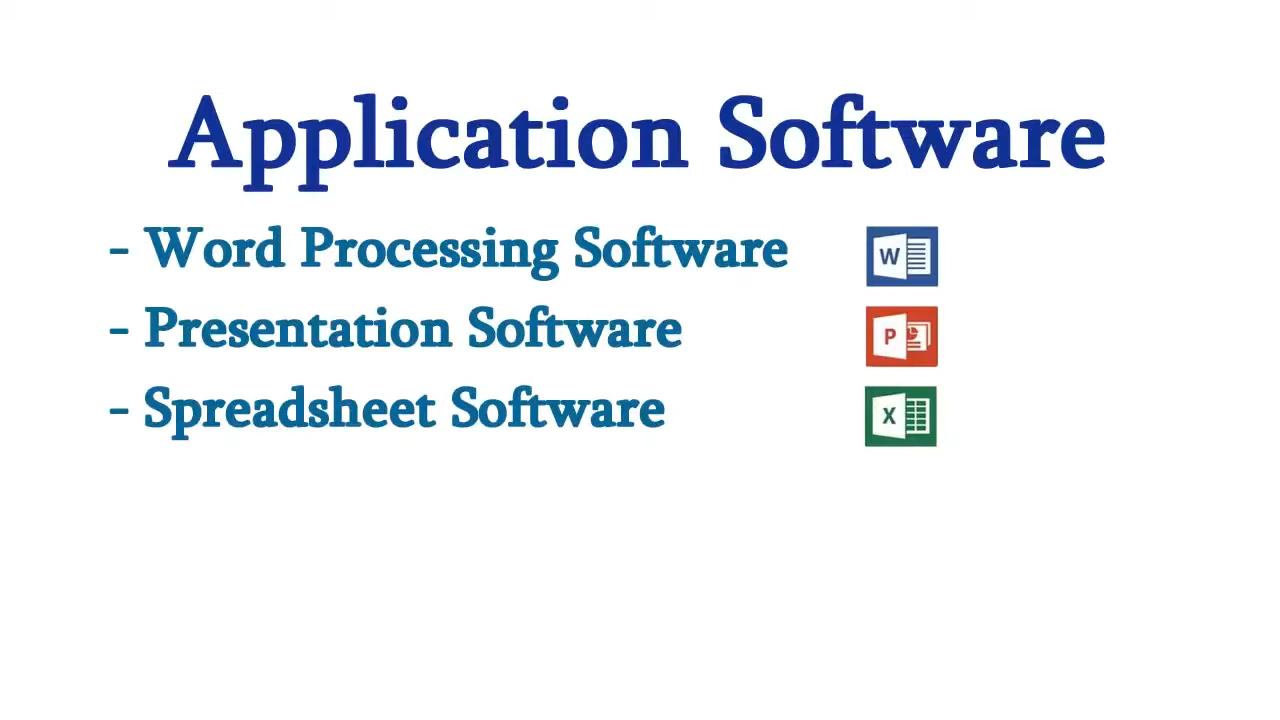 Application Software
- Word Processing Software W
- Presentation Software P
- Spreadsheet Software X